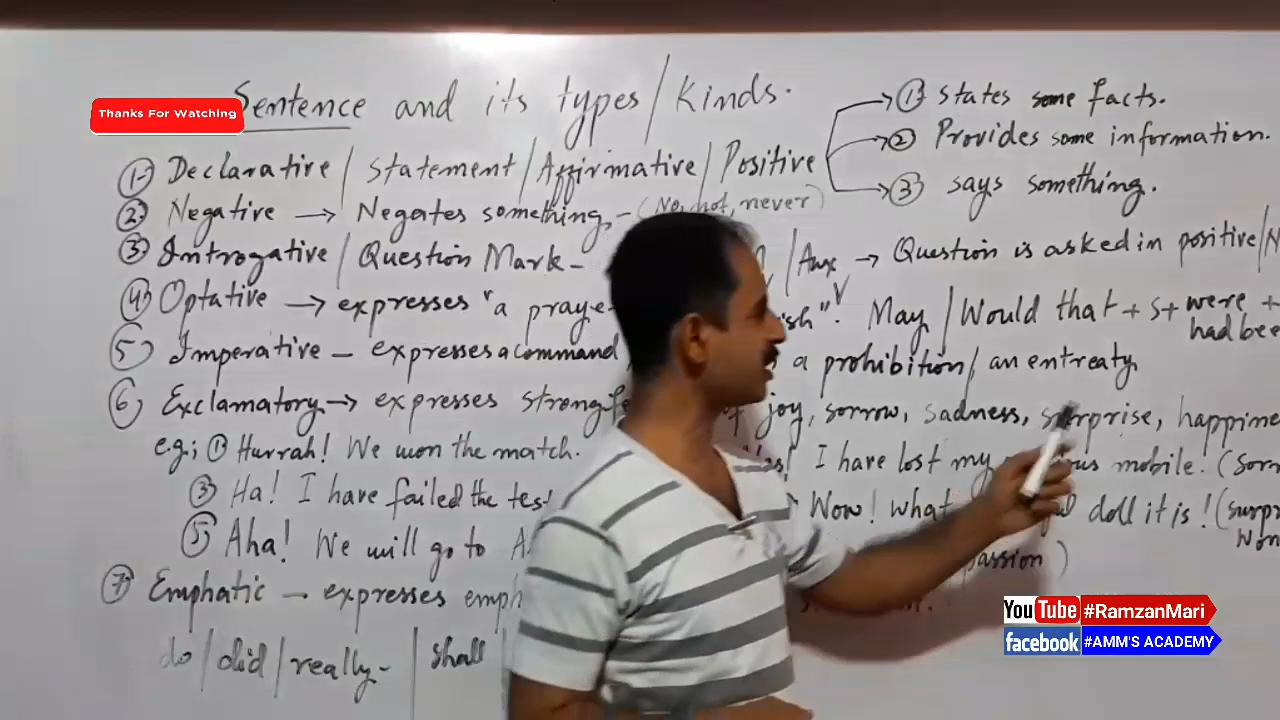 Thanks For Watching
Sentence and its types / Kinds.
① States some facts.
② Provides some information.
③ says something.
① Declarative / Statement / Affirmative / Positive
② Negative → Negates something. - (No, not, never)
③ Introgative / Question Mark - / Aux → Question is asked in positive /
④ Optative → expresses "a praye ish". May / Would that + S + were + had bee
⑤ Imperative - expresses a command a prohibition / an entreaty
⑥ Exclamatory → expresses strong of joy, sorrow, sadness, surprise, happine
e.g; ① Hurrah! We won the match. I have lost my mobile. (Sorr
③ Ha! I have failed the test Wow! what doll it is! (surpr Won
⑤ Aha! We will go to A assion)
⑦ Emphatic - expresses emph
do / did / really - / shall
YouTube #RamzanMari
facebook #AMM'S ACADEMY